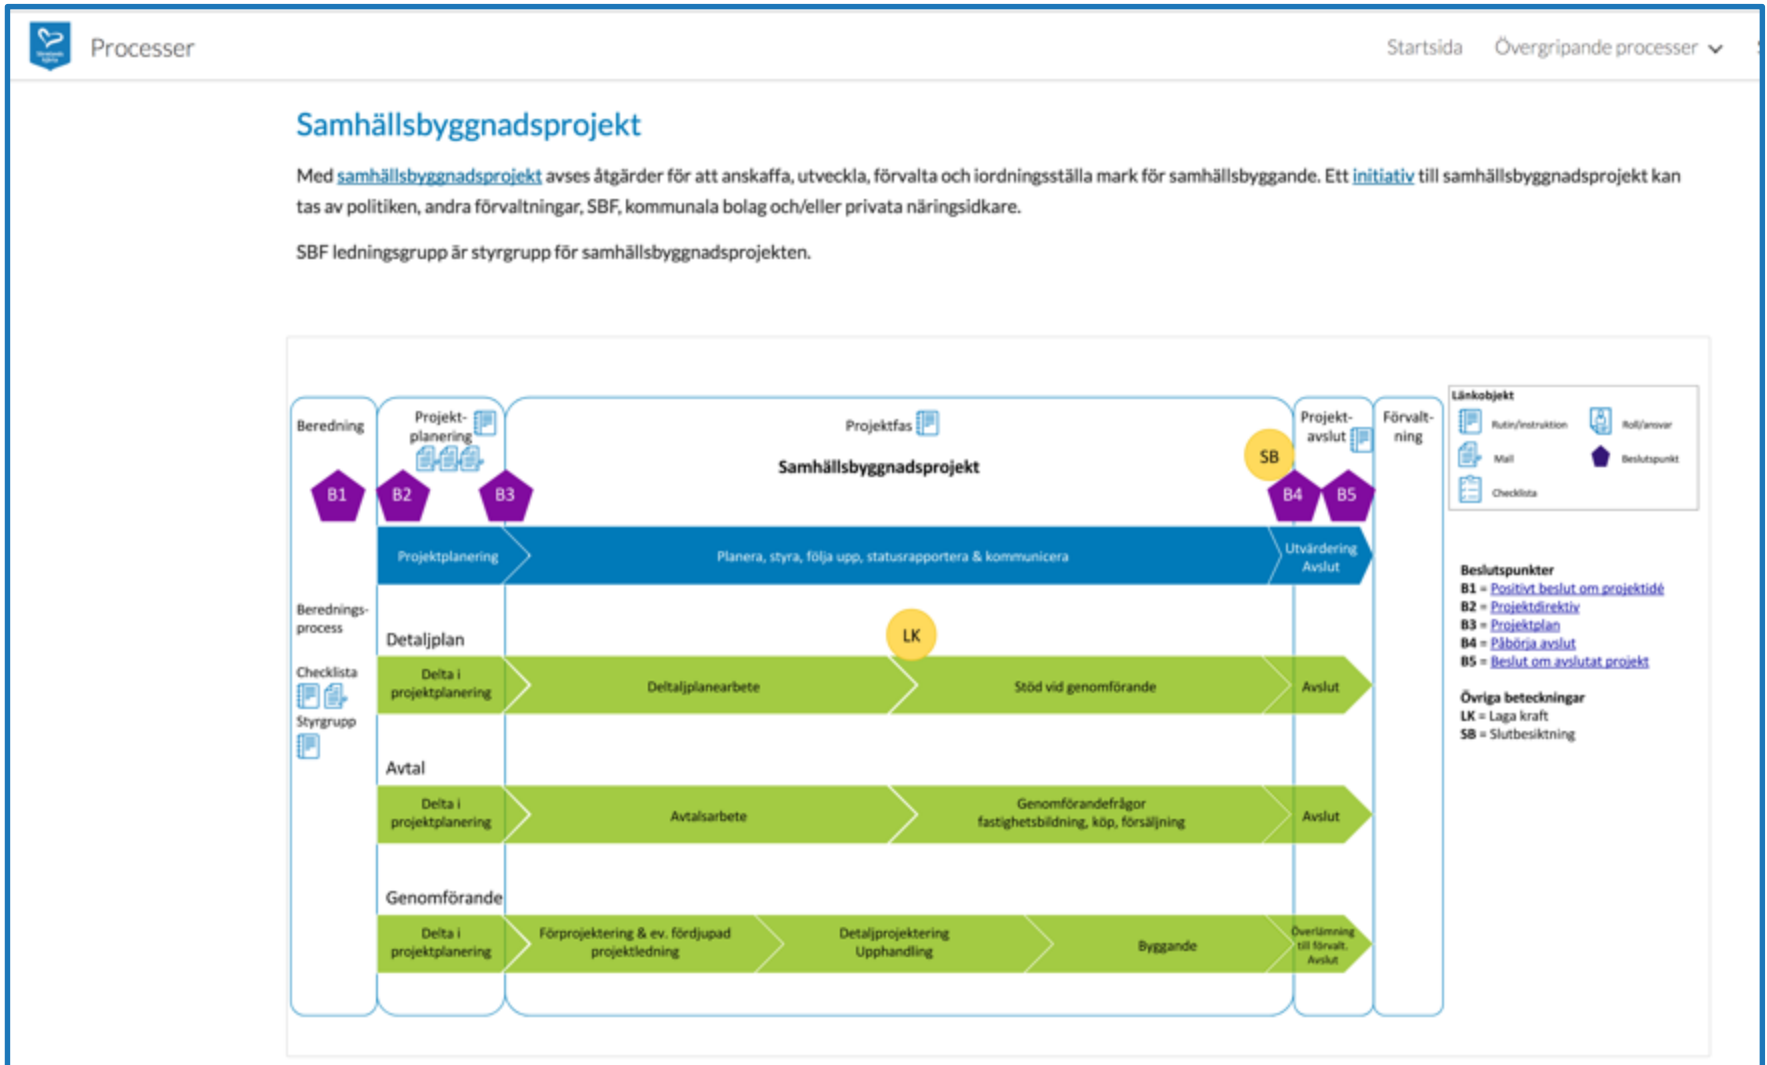 Processer
Startsida
Övergripande processer
Samhällsbyggnadsprojekt
Med samhällsbyggnadsprojekt avses åtgärder för att anskaffa, utveckla, förvalta och iordningsställa mark för samhällsbyggande. Ett initiativ till samhällsbyggnadsprojekt kan
tas av politiken, andra förvaltningar, SBF, kommunala bolag och/eller privata näringsidkare.
SBF ledningsgrupp är styrgrupp för samhällsbyggnadsprojekten.
Beredning
Projekt-
planering
Projektfas
Samhällsbyggnadsprojekt
Projekt-
avslut
Förvalt-
ning
SB
B1
B2
B3
B4
B5
Projektplanering
Planera, styra, följa upp, statusrapportera & kommunicera
Utvärdering
Avslut
Berednings-
process
Checklista
Styrgrupp
Detaljplan
LK
Delta i
projektplanering
Deltaljplanearbete
Stöd vid genomförande
Avslut
Avtal
Delta i
projektplanering
Avtalsarbete
Genomförandefrågor
fastighetsbildning, köp, försäljning
Avslut
Genomförande
Delta i
projektplanering
Förprojektering & ev. fördjupad
projektledning
Detaljprojektering
Upphandling
Byggande
Överlämning
till förvalt.
Avslut
Länkobjekt
Rutin/instruktion
Roll/ansvar
Mall
Beslutspunkt
Checklista
Beslutspunkter
B1 = Positivt beslut om projektidé
B2 = Projektdirektiv
B3 = Projektplan
B4 = Påbörja avslut
B5 = Beslut om avslutat projekt
Övriga beteckningar
LK = Laga kraft
SB = Slutbesiktning